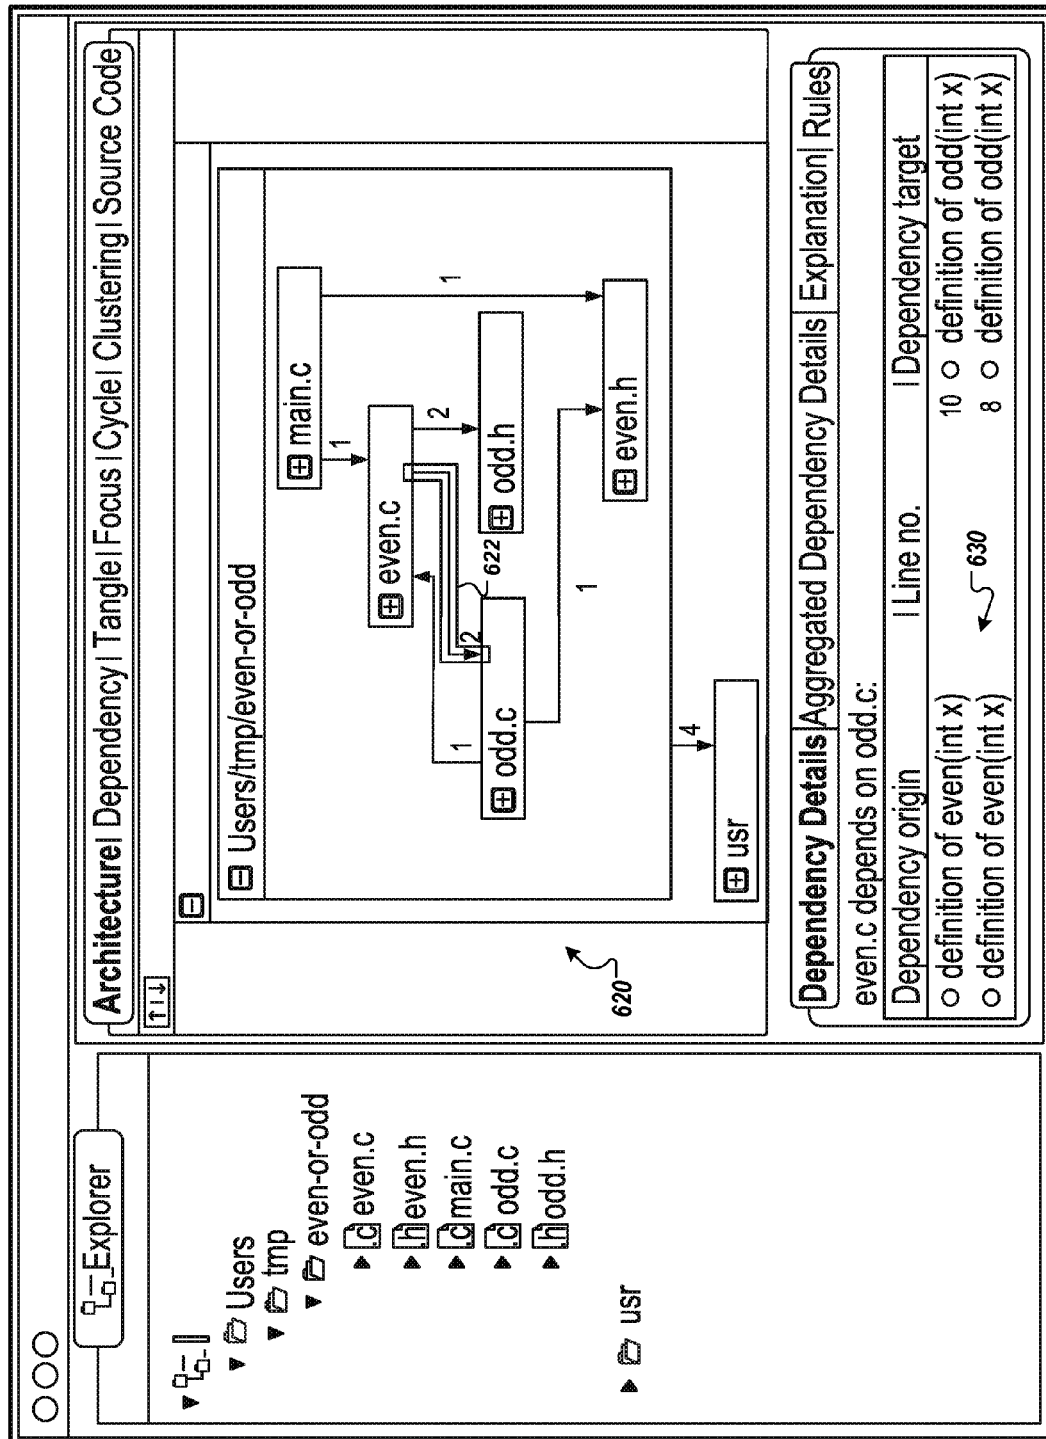 Explorer
Users
tmp
even-or-odd
.c even.c
.h even.h
.c main.c
.c odd.c
.h odd.h
usr
Architecture | Dependency | Tangle | Focus | Cycle | Clustering | Source Code
Users/tmp/even-or-odd
main.c
1
1
even.c
2
1
2
622
odd.c
odd.h
1
even.h
4
usr
620
Dependency Details | Aggregated Dependency Details | Explanation | Rules
even.c depends on odd.c:
Dependency origin | Line no. | Dependency target
definition of even(int x) 10 definition of odd(int x)
definition of even(int x) 8 definition of odd(int x)
630